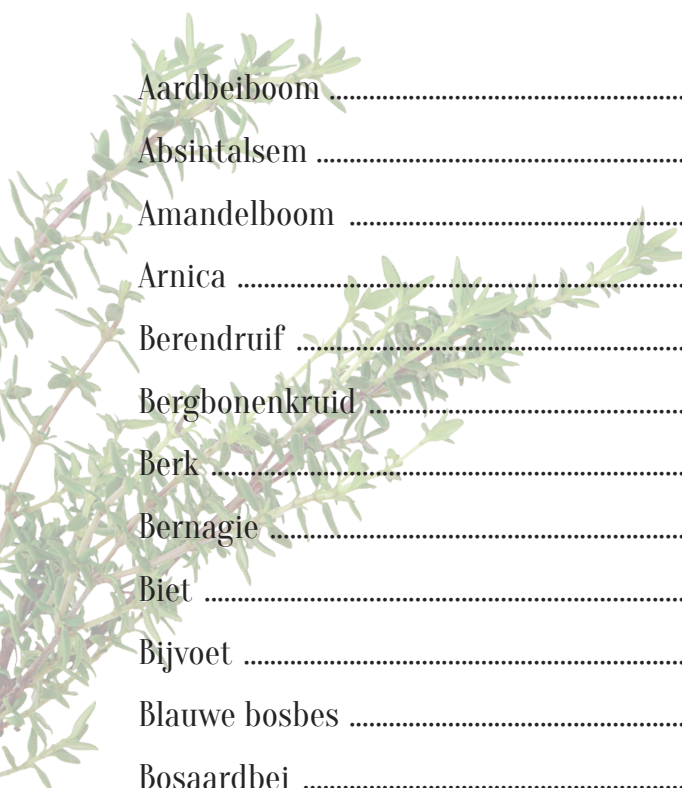 Aardbeiboom ........................................................
Absintalsem ........................................................
Amandelboom ....................................................
Arnica ....................................................................
Berendruif ...........................................................
Bergbonenkruid ................................................
Berk ........................................................................
Bernagie ...............................................................
Biet .........................................................................
Bijvoet ...................................................................
Blauwe bosbes ....................................................
Bosaardbei ..........................................................